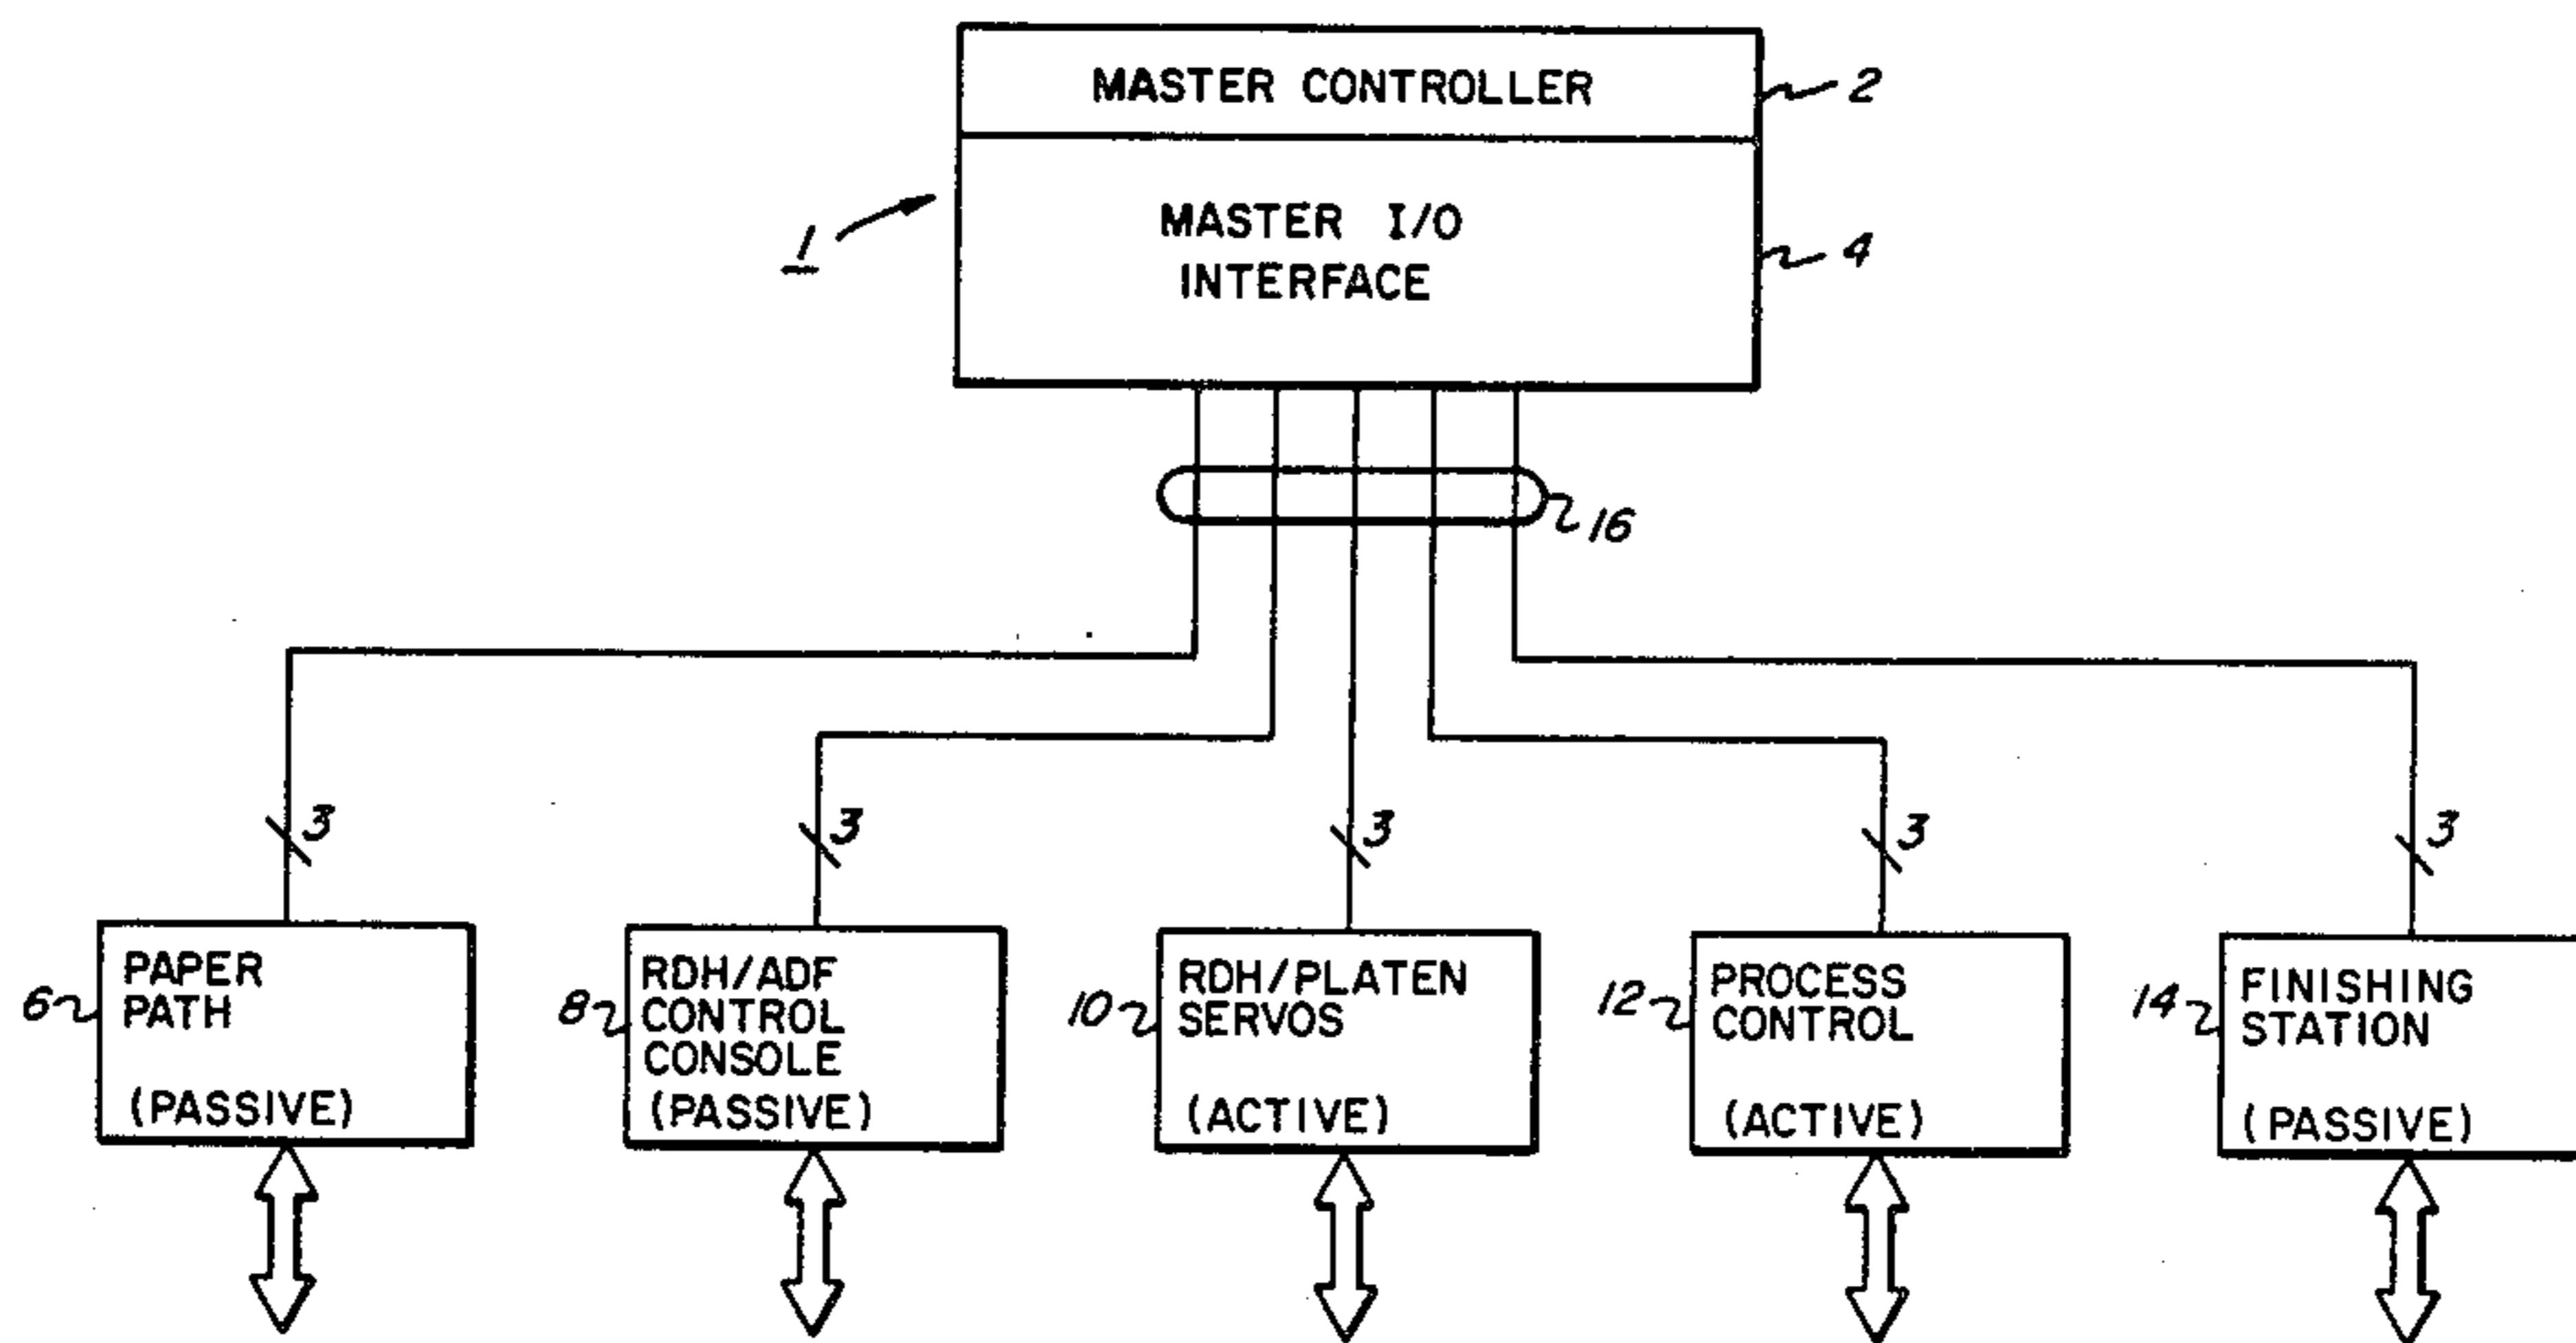 MASTER CONTROLLER
2
MASTER I/O
INTERFACE
1
4
16
3
3
3
3
3
6
PAPER
PATH
(PASSIVE)
8
RDH/ADF
CONTROL
CONSOLE
(PASSIVE)
10
RDH/PLATEN
SERVOS
(ACTIVE)
12
PROCESS
CONTROL
(ACTIVE)
14
FINISHING
STATION
(PASSIVE)